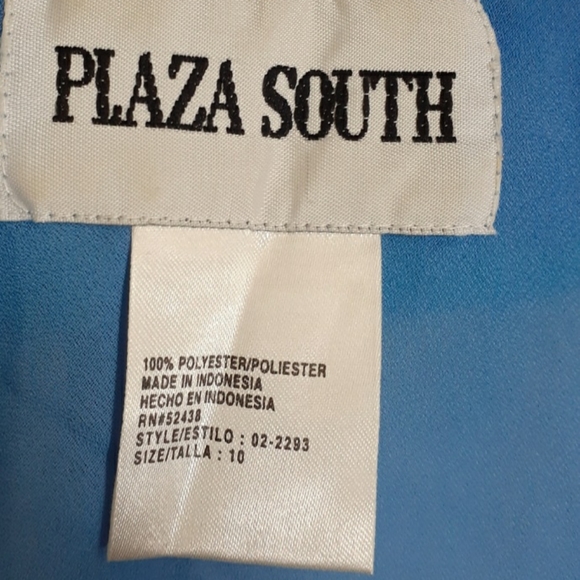 PLAZA SOUTH
100% POLYESTER/POLIESTER
MADE IN INDONESIA
HECHO EN INDONESIA
RN#52438
STYLE/ESTILO : 02-2293
SIZE/TALLA : 10